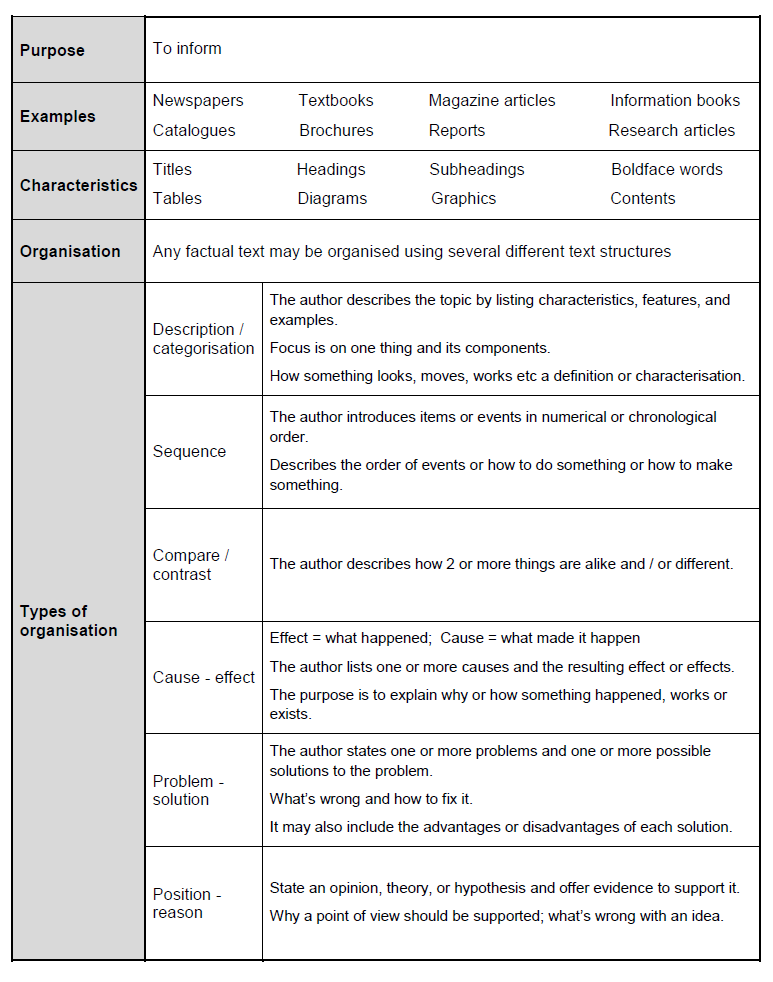 Purpose
To inform
Examples
Newspapers Textbooks Magazine articles Information books
Catalogues Brochures Reports Research articles
Characteristics
Titles Headings Subheadings Boldface words
Tables Diagrams Graphics Contents
Organisation
Any factual text may be organised using several different text structures
Types of
organisation
Description /
categorisation
The author describes the topic by listing characteristics, features, and
examples.
Focus is on one thing and its components.
How something looks, moves, works etc a definition or characterisation.
Sequence
The author introduces items or events in numerical or chronological
order.
Describes the order of events or how to do something or how to make
something.
Compare /
contrast
The author describes how 2 or more things are alike and / or different.
Cause - effect
Effect = what happened; Cause = what made it happen
The author lists one or more causes and the resulting effect or effects.
The purpose is to explain why or how something happened, works or
exists.
Problem -
solution
The author states one or more problems and one or more possible
solutions to the problem.
What's wrong and how to fix it.
It may also include the advantages or disadvantages of each solution.
Position -
reason
State an opinion, theory, or hypothesis and offer evidence to support it.
Why a point of view should be supported; what's wrong with an idea.